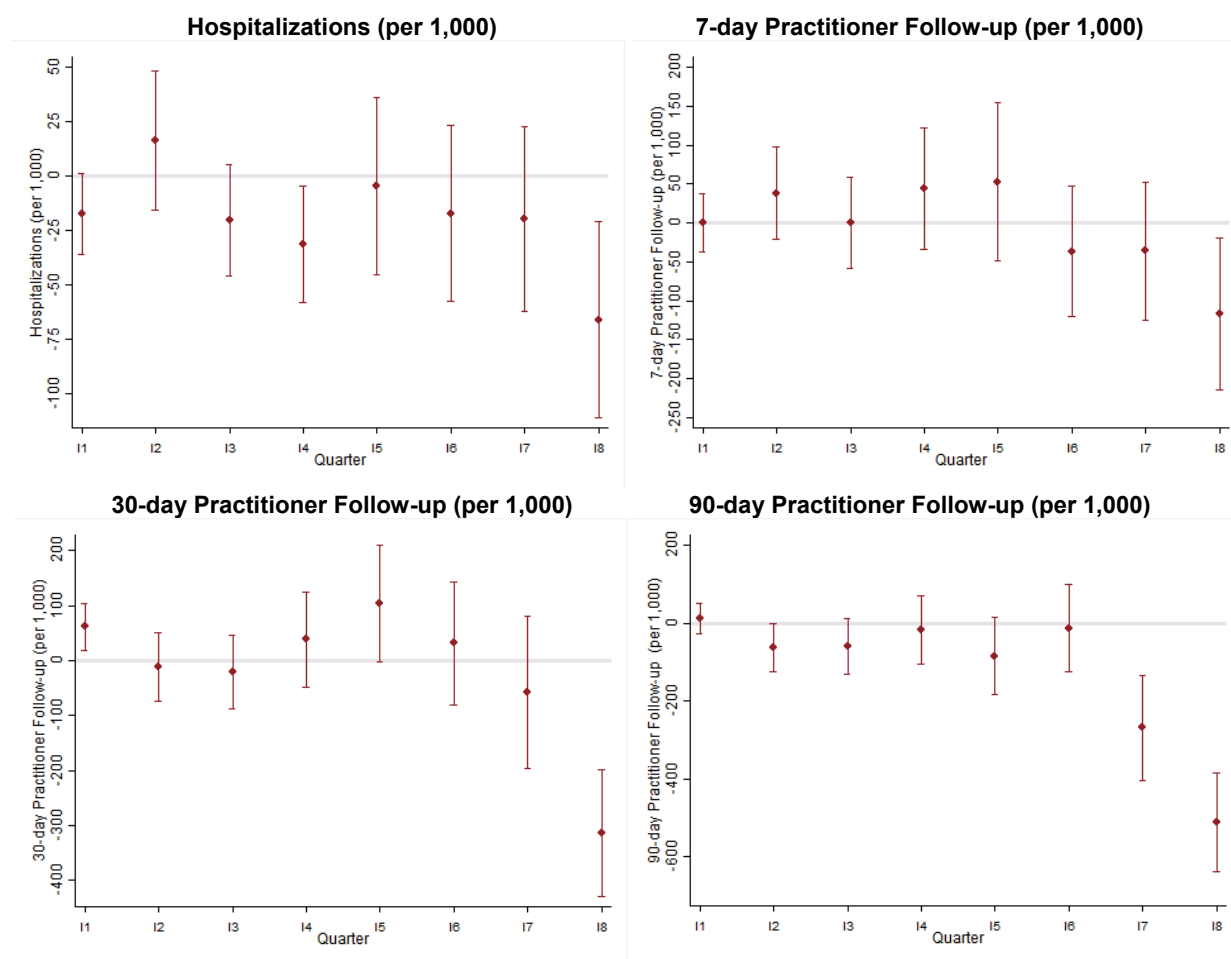 Hospitalizations (per 1,000)
Hospitalizations (per 1,000)
50
25
0
-25
-50
-75
-100
I1 I2 I3 I4 I5 I6 I7 I8
Quarter
7-day Practitioner Follow-up (per 1,000)
7-day Practitioner Follow-up (per 1,000)
200
150
100
50
0
-50
-100
-150
-200
-250
I1 I2 I3 I4 I5 I6 I7 I8
Quarter
30-day Practitioner Follow-up (per 1,000)
30-day Practitioner Follow-up (per 1,000)
200
100
0
-100
-200
-300
-400
I1 I2 I3 I4 I5 I6 I7 I8
Quarter
90-day Practitioner Follow-up (per 1,000)
90-day Practitioner Follow-up (per 1,000)
200
0
-200
-400
-600
I1 I2 I3 I4 I5 I6 I7 I8
Quarter